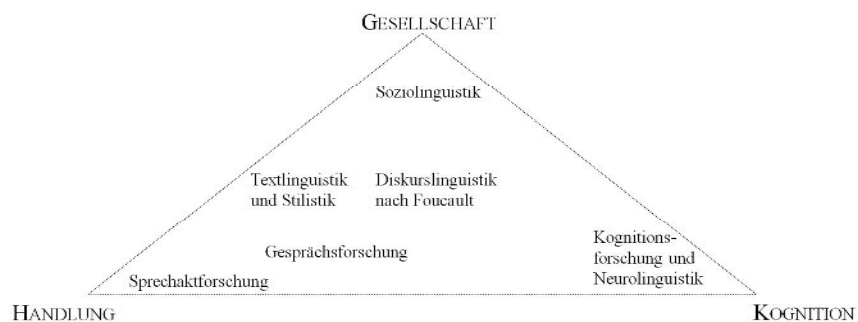 GESELLSCHAFT
Soziolinguistik
Textlinguistik
und Stilistik
Diskurslinguistik
nach Foucault
Gesprächsforschung
Kognitions-
forschung und
Neurolinguistik
Sprechaktforschung
HANDLUNG
KOGNITION